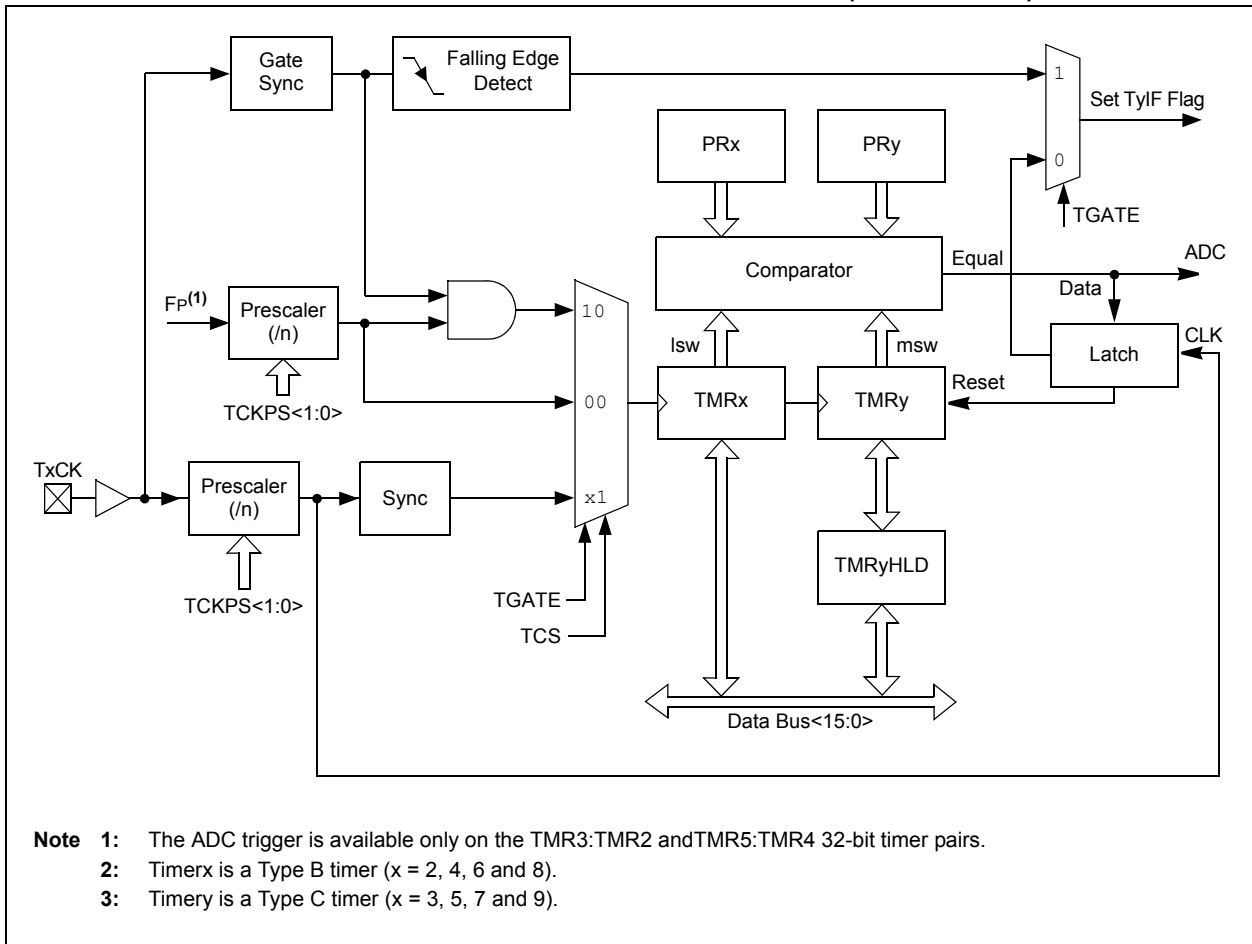 Gate
Sync
Falling Edge
Detect
1
Set TyIF Flag
PRx
PRy
0
TGATE
Comparator
Equal
ADC
Data
FP(1)
Prescaler
(/n)
10
lsw
msw
Latch
CLK
TCKPS<1:0>
00
TMRx
TMRy
Reset
TxCK
Prescaler
(/n)
Sync
x1
TMRyHLD
TCKPS<1:0>
TGATE
TCS
Data Bus<15:0>
Note 1: The ADC trigger is available only on the TMR3:TMR2 andTMR5:TMR4 32-bit timer pairs.
2: Timerx is a Type B timer (x = 2, 4, 6 and 8).
3: Timery is a Type C timer (x = 3, 5, 7 and 9).